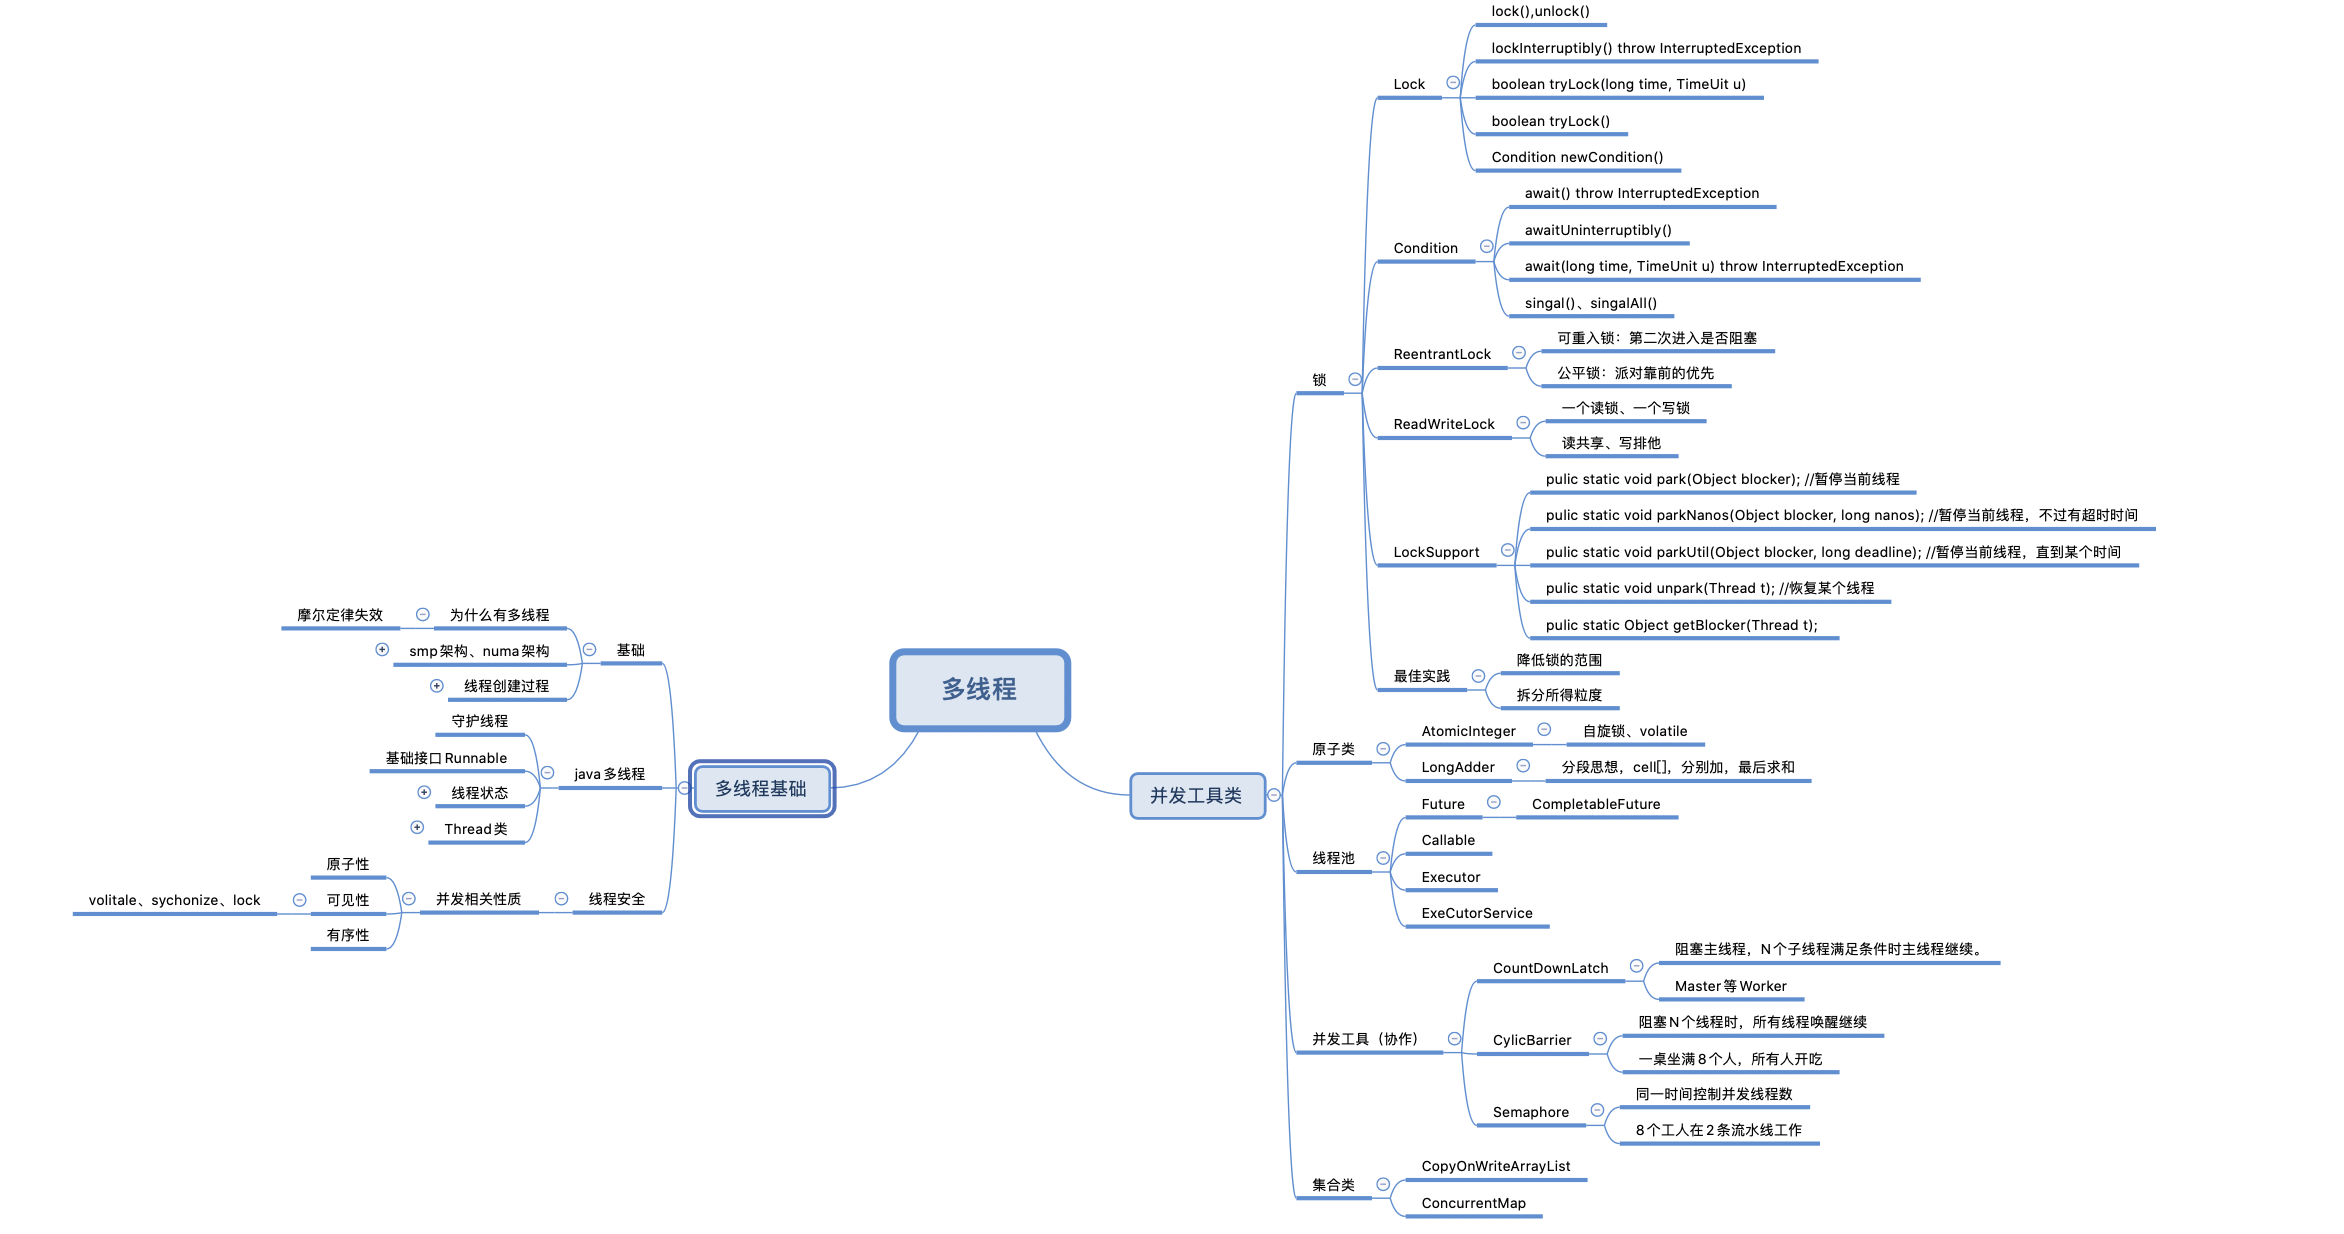 多线程
多线程基础
基础
为什么有多线程
摩尔定律失效
smp架构、numa架构
线程创建过程
java多线程
守护线程
基础接口Runnable
线程状态
Thread类
线程安全
并发相关性质
原子性
可见性
volitale、sychonize、lock
有序性
并发工具类
锁
Lock
lock(),unlock()
lockInterruptibly() throw InterruptedException
boolean tryLock(long time, TimeUit u)
boolean tryLock()
Condition newCondition()
Condition
await() throw InterruptedException
awaitUninterruptibly()
await(long time, TimeUnit u) throw InterruptedException
singal()、singalAll()
ReentrantLock
可重入锁：第二次进入是否阻塞
公平锁：派对靠前的优先
ReadWriteLock
一个读锁、一个写锁
读共享、写排他
LockSupport
pulic static void park(Object blocker); //暂停当前线程
pulic static void parkNanos(Object blocker, long nanos); //暂停当前线程，不过有超时时间
pulic static void parkUtil(Object blocker, long deadline); //暂停当前线程，直到某个时间
pulic static void unpark(Thread t); //恢复某个线程
pulic static Object getBlocker(Thread t);
最佳实践
降低锁的范围
拆分所得粒度
原子类
AtomicInteger
自旋锁、volatile
LongAdder
分段思想，cell[]，分别加，最后求和
线程池
Future
CompletableFuture
Callable
Executor
ExeCutorService
并发工具（协作）
CountDownLatch
阻塞主线程，N个子线程满足条件时主线程继续。
Master等Worker
CylicBarrier
阻塞N个线程时，所有线程唤醒继续
一桌坐满8个人，所有人开吃
Semaphore
同一时间控制并发线程数
8个工人在2条流水线工作
集合类
CopyOnWriteArrayList
ConcurrentMap